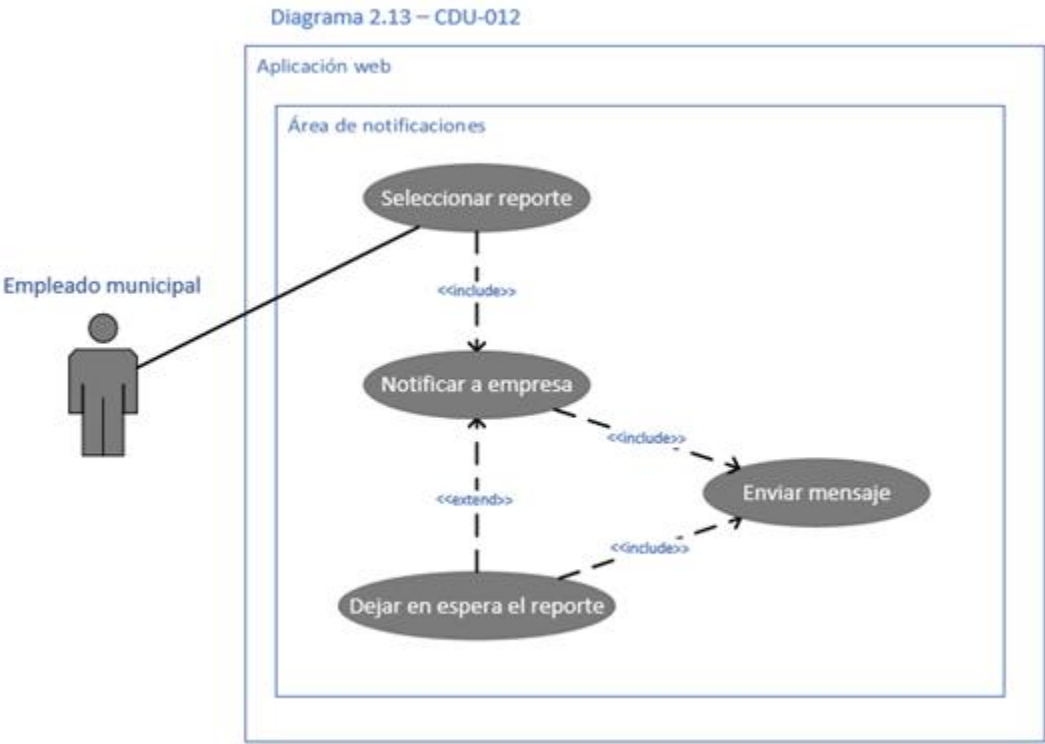 Diagrama 2.13 – CDU-012
Aplicación web
Área de notificaciones
Seleccionar reporte
Empleado municipal
<<include>>
Notificar a empresa
<<include>>
Enviar mensaje
<<extend>>
<<include>>
Dejar en espera el reporte